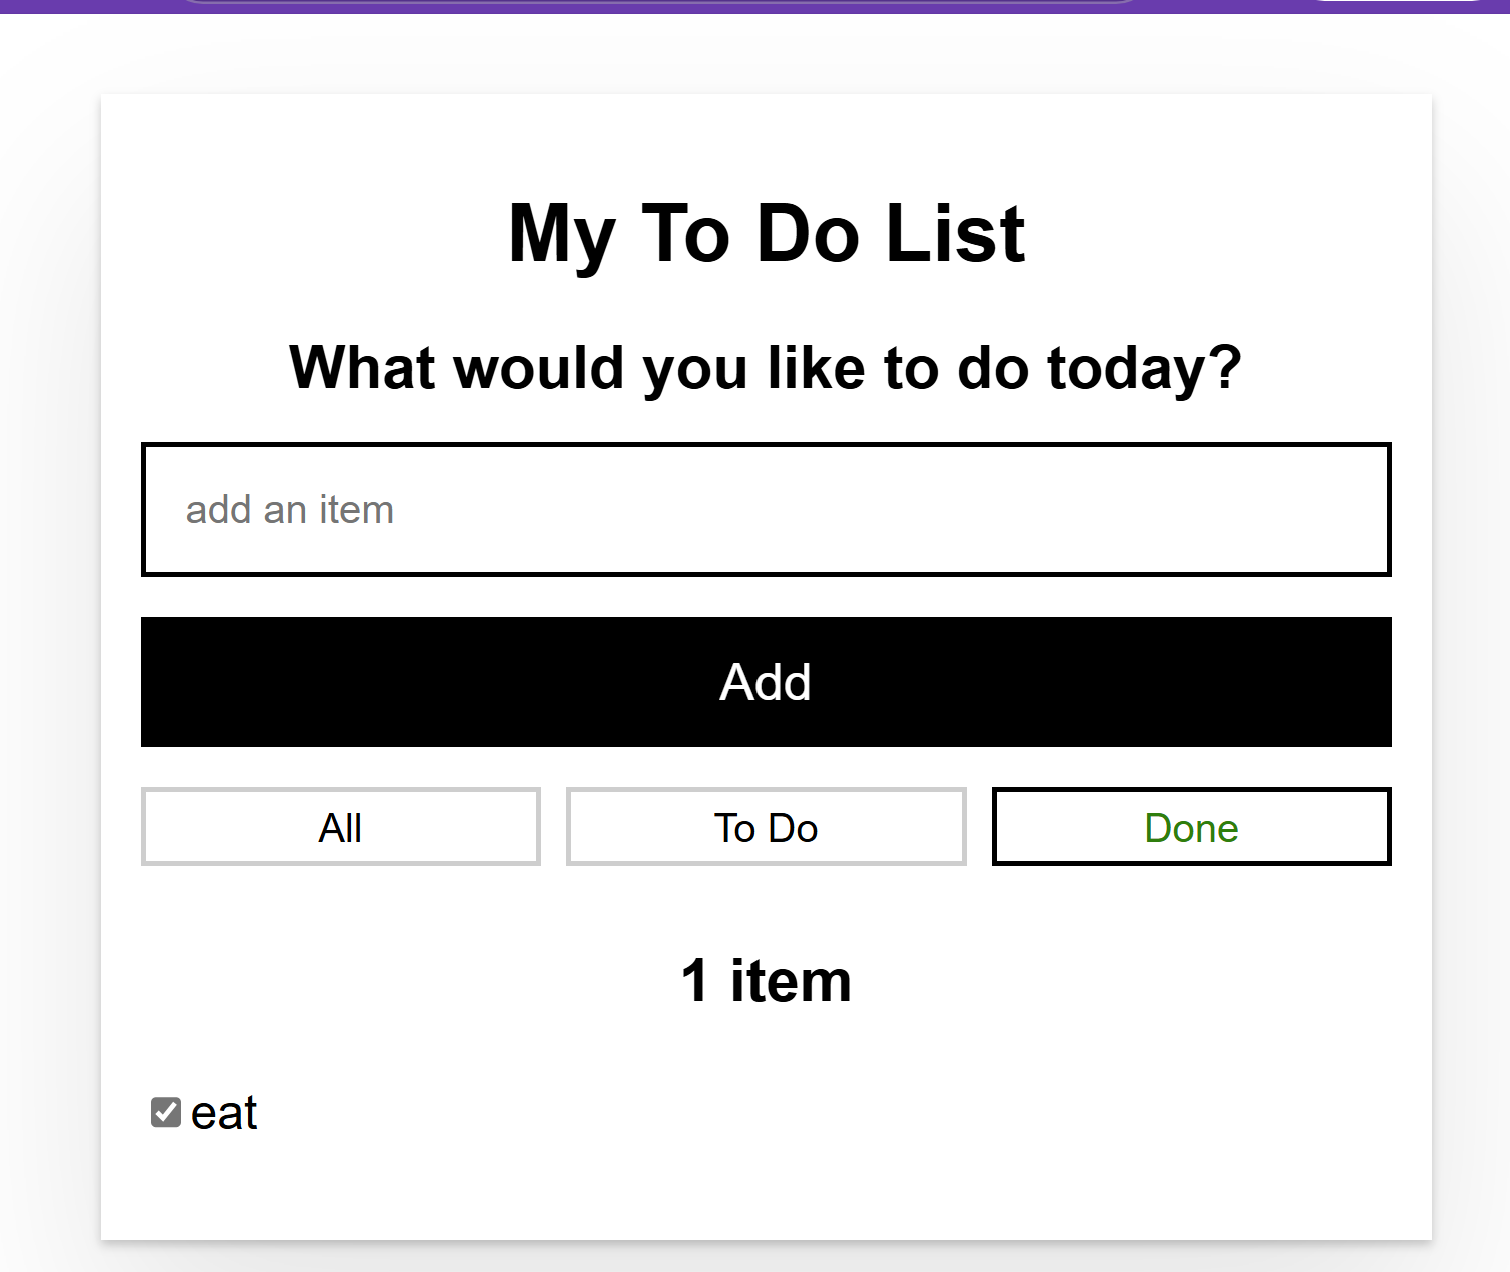 My To Do List
What would you like to do today?
add an item
Add
All To Do Done
1 item
eat